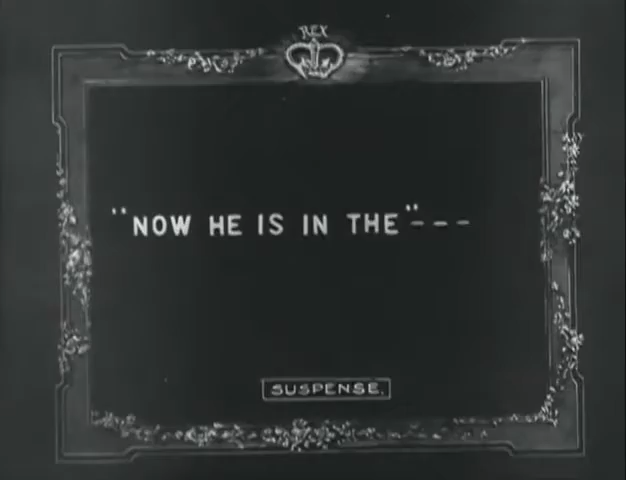 REX
"NOW HE IS IN THE"---
SUSPENSE.